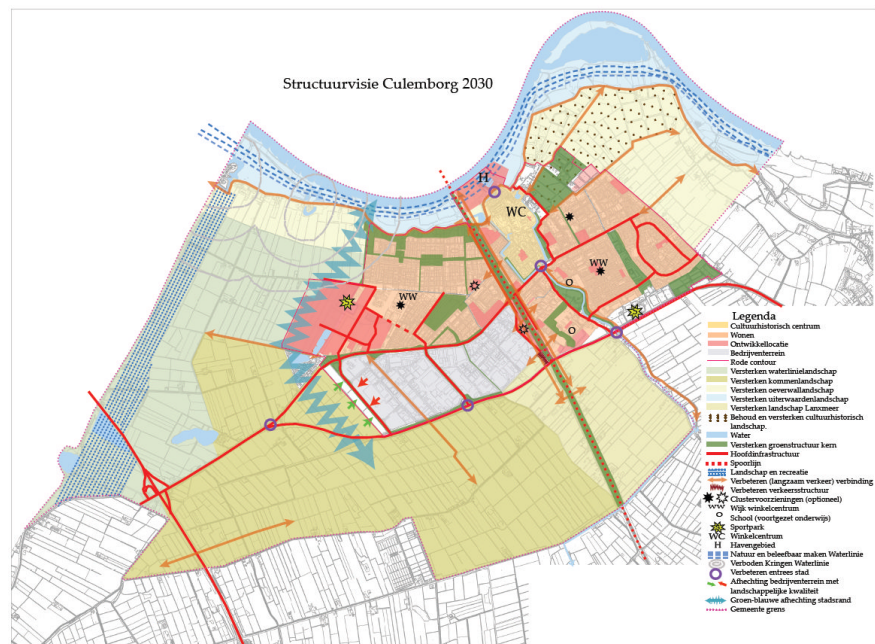 Structuurvisie Culemborg 2030
H
WC
WW
O
WW
O
Legenda
Cultuurhistorisch centrum
Wonen
Ontwikkellocatie
Bedrijventerrein
Rode contour
Versterken waterlinielandschap
Versterken kommenlandschap
Versterken oeverwallandschap
Versterken uiterwaardenlandschap
Versterken landschap Lanxmeer
Behoud en versterken cultuurhistorisch
landschap.
Water
Versterken groenstructuur kern
Hoofdinfrastructuur
Spoorlijn
Landschap en recreatie
Verbeteren (langzaam verkeer) verbinding
Verbeteren verkeersstructuur
Clustervoorzieningen (optioneel)
WW Wijk winkelcentrum
O School (voortgezet onderwijs)
Sportpark
WC Winkelcentrum
H Havengebied
Natuur en beleefbaar maken Waterlinie
Verboden Kringen Waterlinie
Verbeteren entrees stad
Afhechting bedrijventerrein met
landschappelijke kwaliteit
Groen-blauwe afhechting stadsrand
Gemeente grens